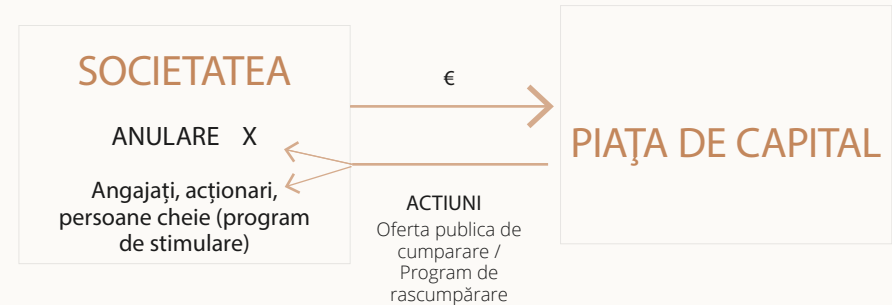 SOCIETATEA
ANULARE X
Angajați, acționari,
persoane cheie (program
de stimulare)
€
ACTIUNI
Oferta publica de
cumparare /
Program de
rascumpărare
PIAŢA DE CAPITAL